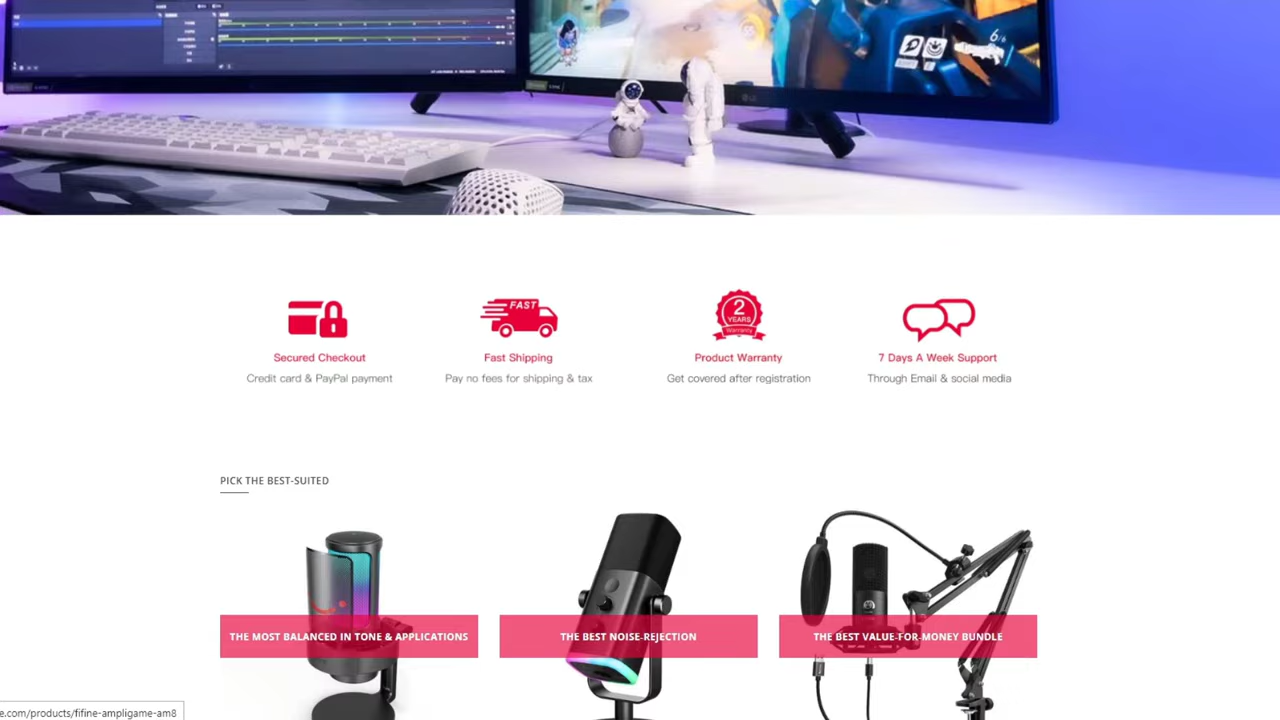 6/6
FAST
2
YEARS
Warranty
Secured Checkout
Fast Shipping
Product Warranty
7 Days A Week Support
Credit card & PayPal payment
Pay no fees for shipping & tax
Get covered after registration
Through Email & social media
PICK THE BEST-SUITED
THE MOST BALANCED IN TONE & APPLICATIONS
THE BEST NOISE-REJECTION
THE BEST VALUE-FOR-MONEY BUNDLE
e.com/products/fifine-ampligame-am8